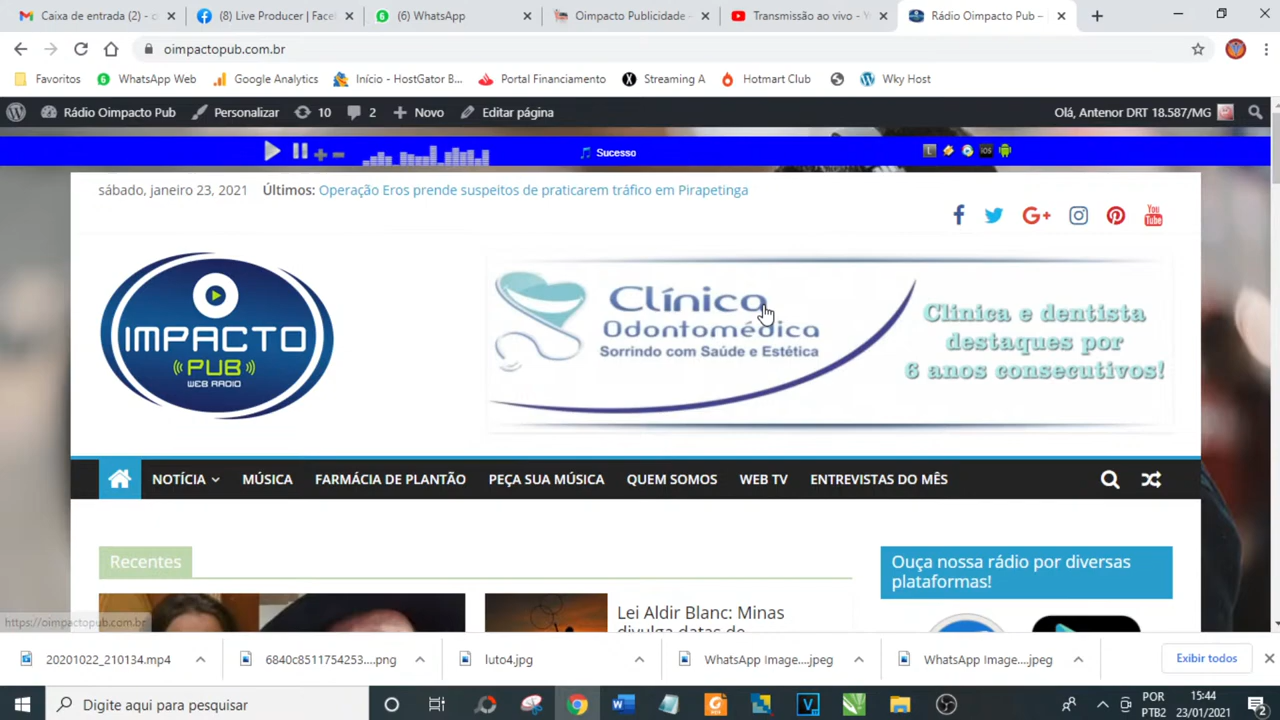 Caixa de entrada (2) - c
(8) Live Producer | Face
(6) WhatsApp
Oimpacto Publicidade -
Transmissão ao vivo - Y
Rádio Oimpacto Pub –
oimpactopub.com.br
Favoritos
WhatsApp Web
Google Analytics
Início - HostGator B...
Portal Financiamento
Streaming A
Hotmart Club
Wky Host
Rádio Oimpacto Pub
Personalizar
10
2
Novo
Editar página
Olá, Antenor DRT 18.587/MG
Sucesso
iOS
sábado, janeiro 23, 2021
Últimos: Operação Eros prende suspeitos de praticarem tráfico em Pirapetinga
You
Tube
IMPACTO
PUB
WEB RADIO
Clínica
Odontomédica
Sorrindo com Saúde e Estética
Clinica e dentista
destaques por
6 anos consecutivos!
NOTÍCIA
MÚSICA
FARMÁCIA DE PLANTÃO
PEÇA SUA MÚSICA
QUEM SOMOS
WEB TV
ENTREVISTAS DO MÊS
Recentes
Lei Aldir Blanc: Minas
divulga datas de
Ouça nossa rádio por diversas
plataformas!
https://oimpactopub.com.br
20201022_210134.mp4
6840c8511754253....png
luto4.jpg
WhatsApp Image....jpeg
WhatsApp Image....jpeg
Exibir todos
Digite aqui para pesquisar
POR
PTB2
15:44
23/01/2021
2